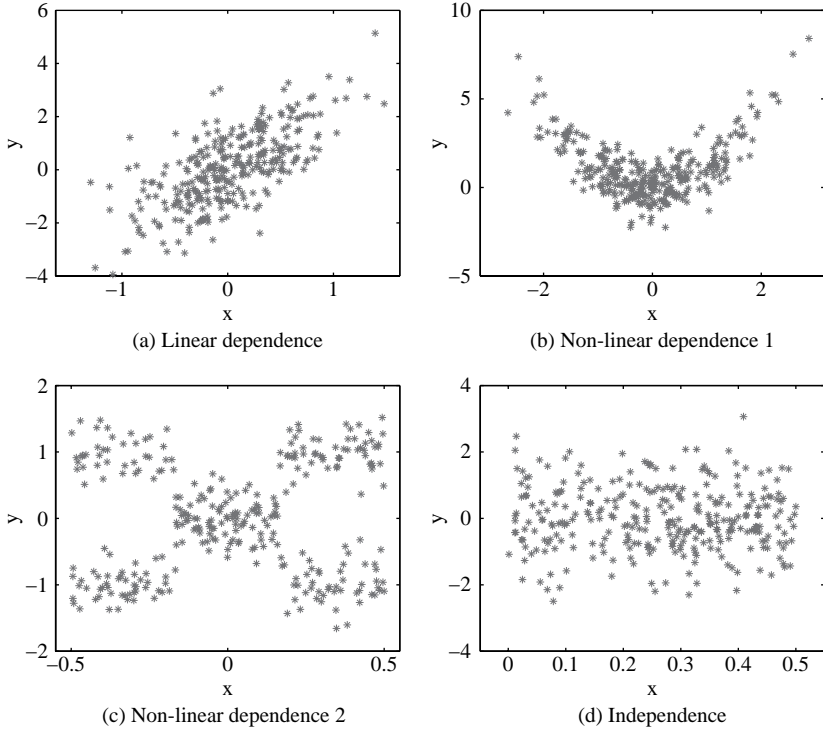 6
4
2
0
−2
−4
y
−1
0
1
x
(a) Linear dependence
10
5
0
−5
y
−2
0
2
x
(b) Non-linear dependence 1
2
1
0
−1
−2
y
−0.5
0
0.5
x
(c) Non-linear dependence 2
4
2
0
−2
−4
y
0
0.1
0.2
0.3
0.4
0.5
x
(d) Independence